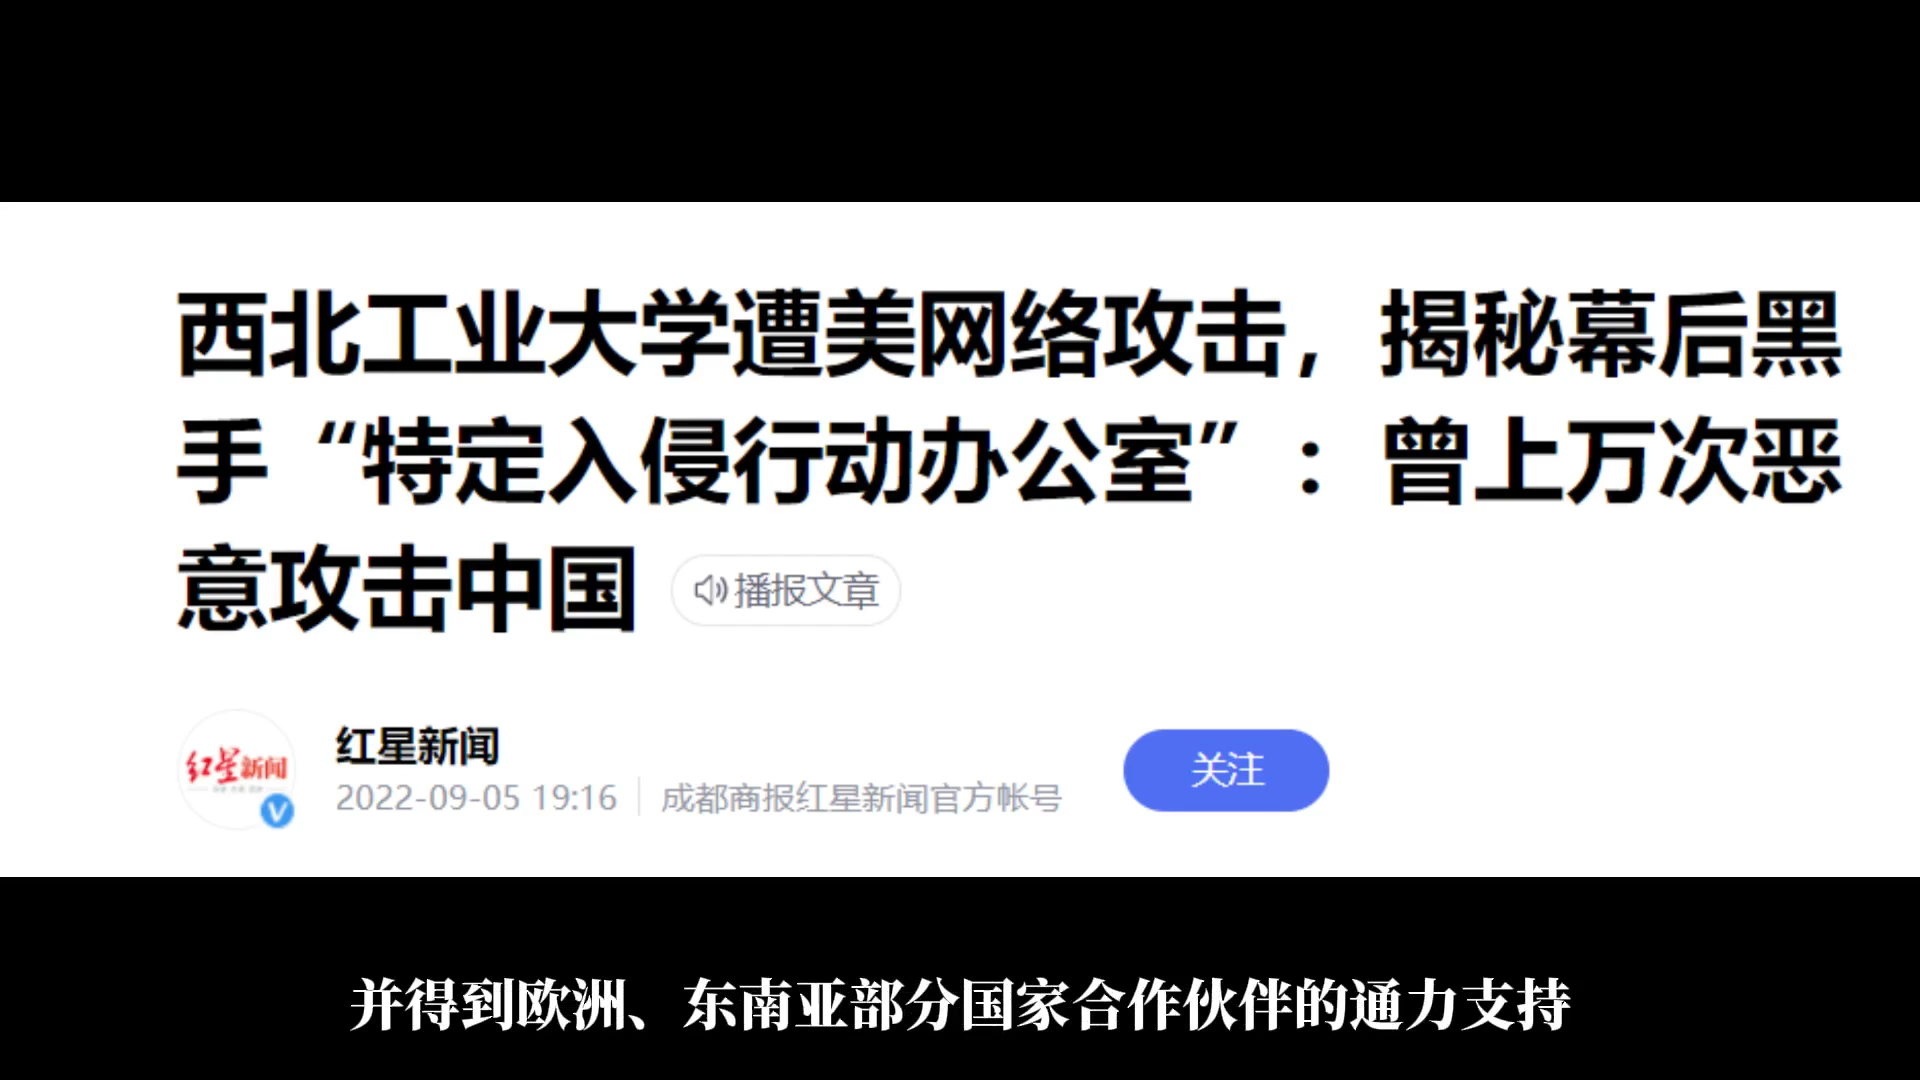 西北工业大学遭美网络攻击，揭秘幕后黑
手“特定入侵行动办公室”：曾上万次恶
意攻击中国
播报文章
红星新闻
红星新闻
2022-09-05 19:16 成都商报红星新闻官方帐号
关注
并得到欧洲、东南亚部分国家合作伙伴的通力支持